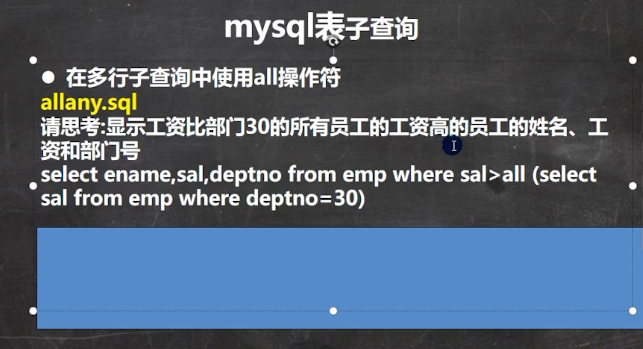 mysql表子查询
● 在多行子查询中使用all操作符
allany.sql
请思考:显示工资比部门30的所有员工的工资高的员工的姓名、工
资和部门号
select ename,sal,deptno from emp where sal>all (select
sal from emp where deptno=30)